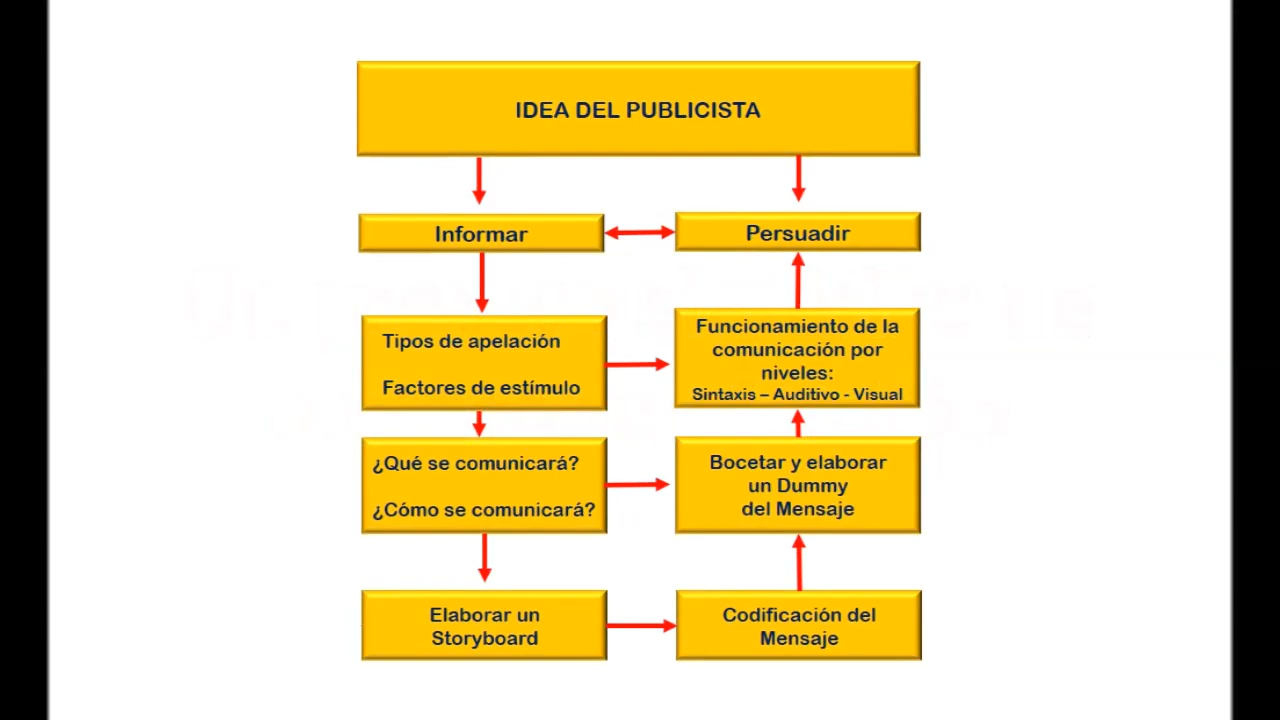 IDEA DEL PUBLICISTA
Informar
Persuadir
Tipos de apelación
Factores de estímulo
Funcionamiento de la
comunicación por
niveles:
Sintaxis – Auditivo - Visual
¿Qué se comunicará?
¿Cómo se comunicará?
Bocetar y elaborar
un Dummy
del Mensaje
Elaborar un
Storyboard
Codificación del
Mensaje